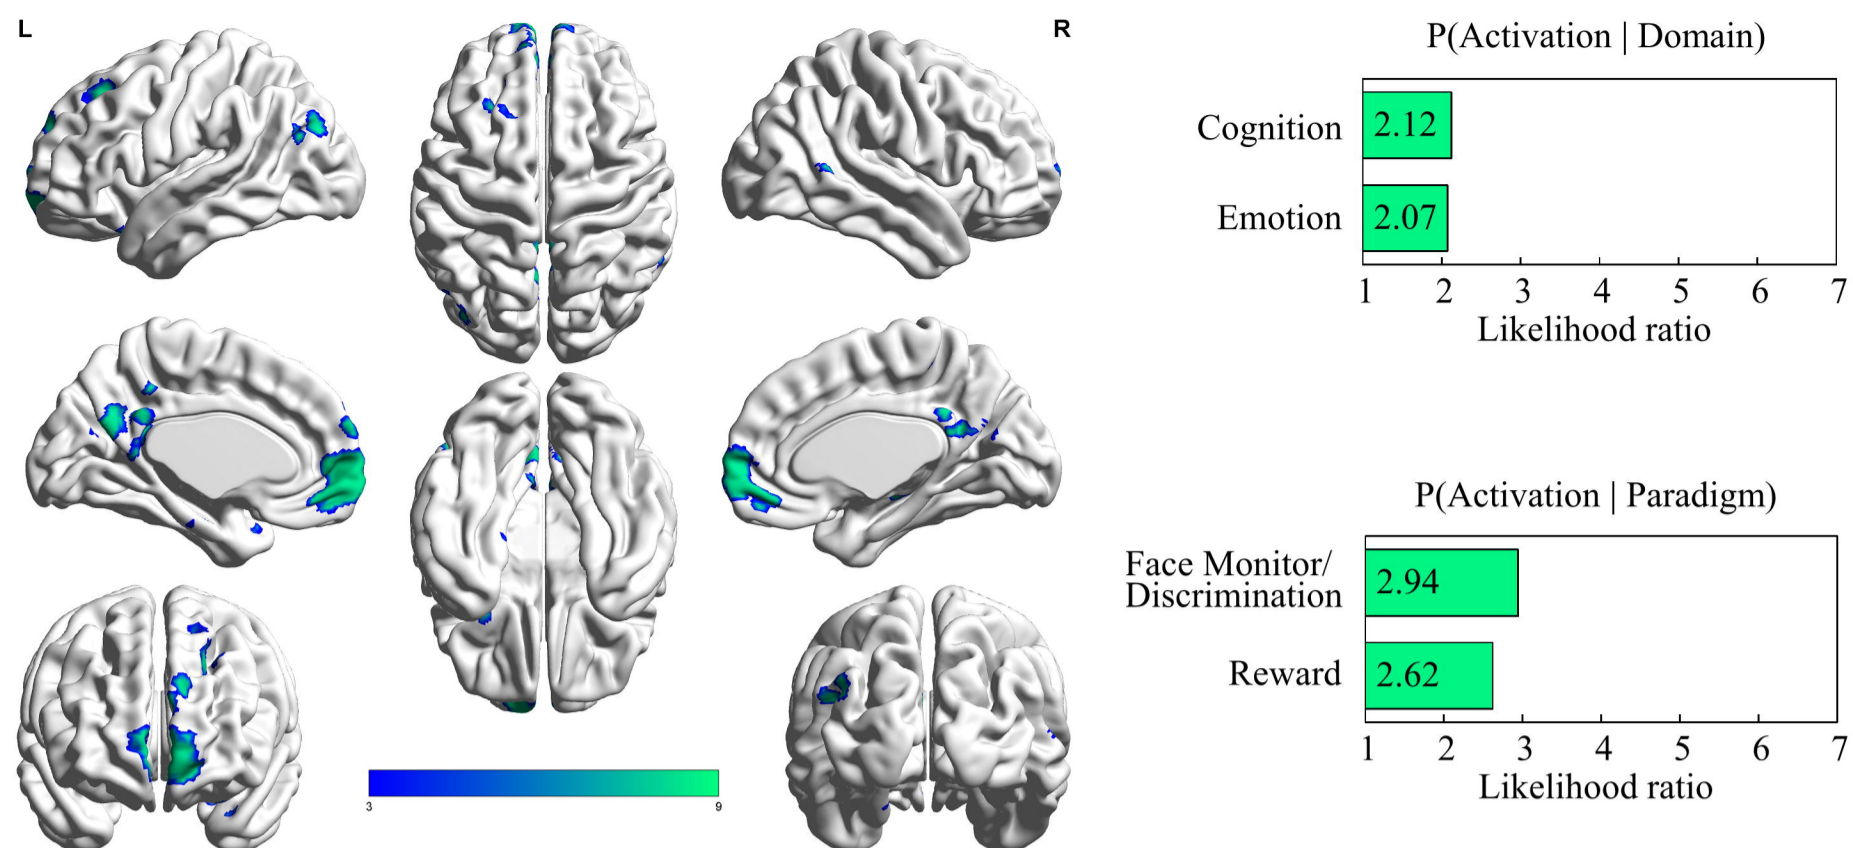 L
R
3
9
P(Activation | Domain)
Cognition
2.12
Emotion
2.07
1 2 3 4 5 6 7
Likelihood ratio
P(Activation | Paradigm)
Face Monitor/
Discrimination
2.94
Reward
2.62
1 2 3 4 5 6 7
Likelihood ratio